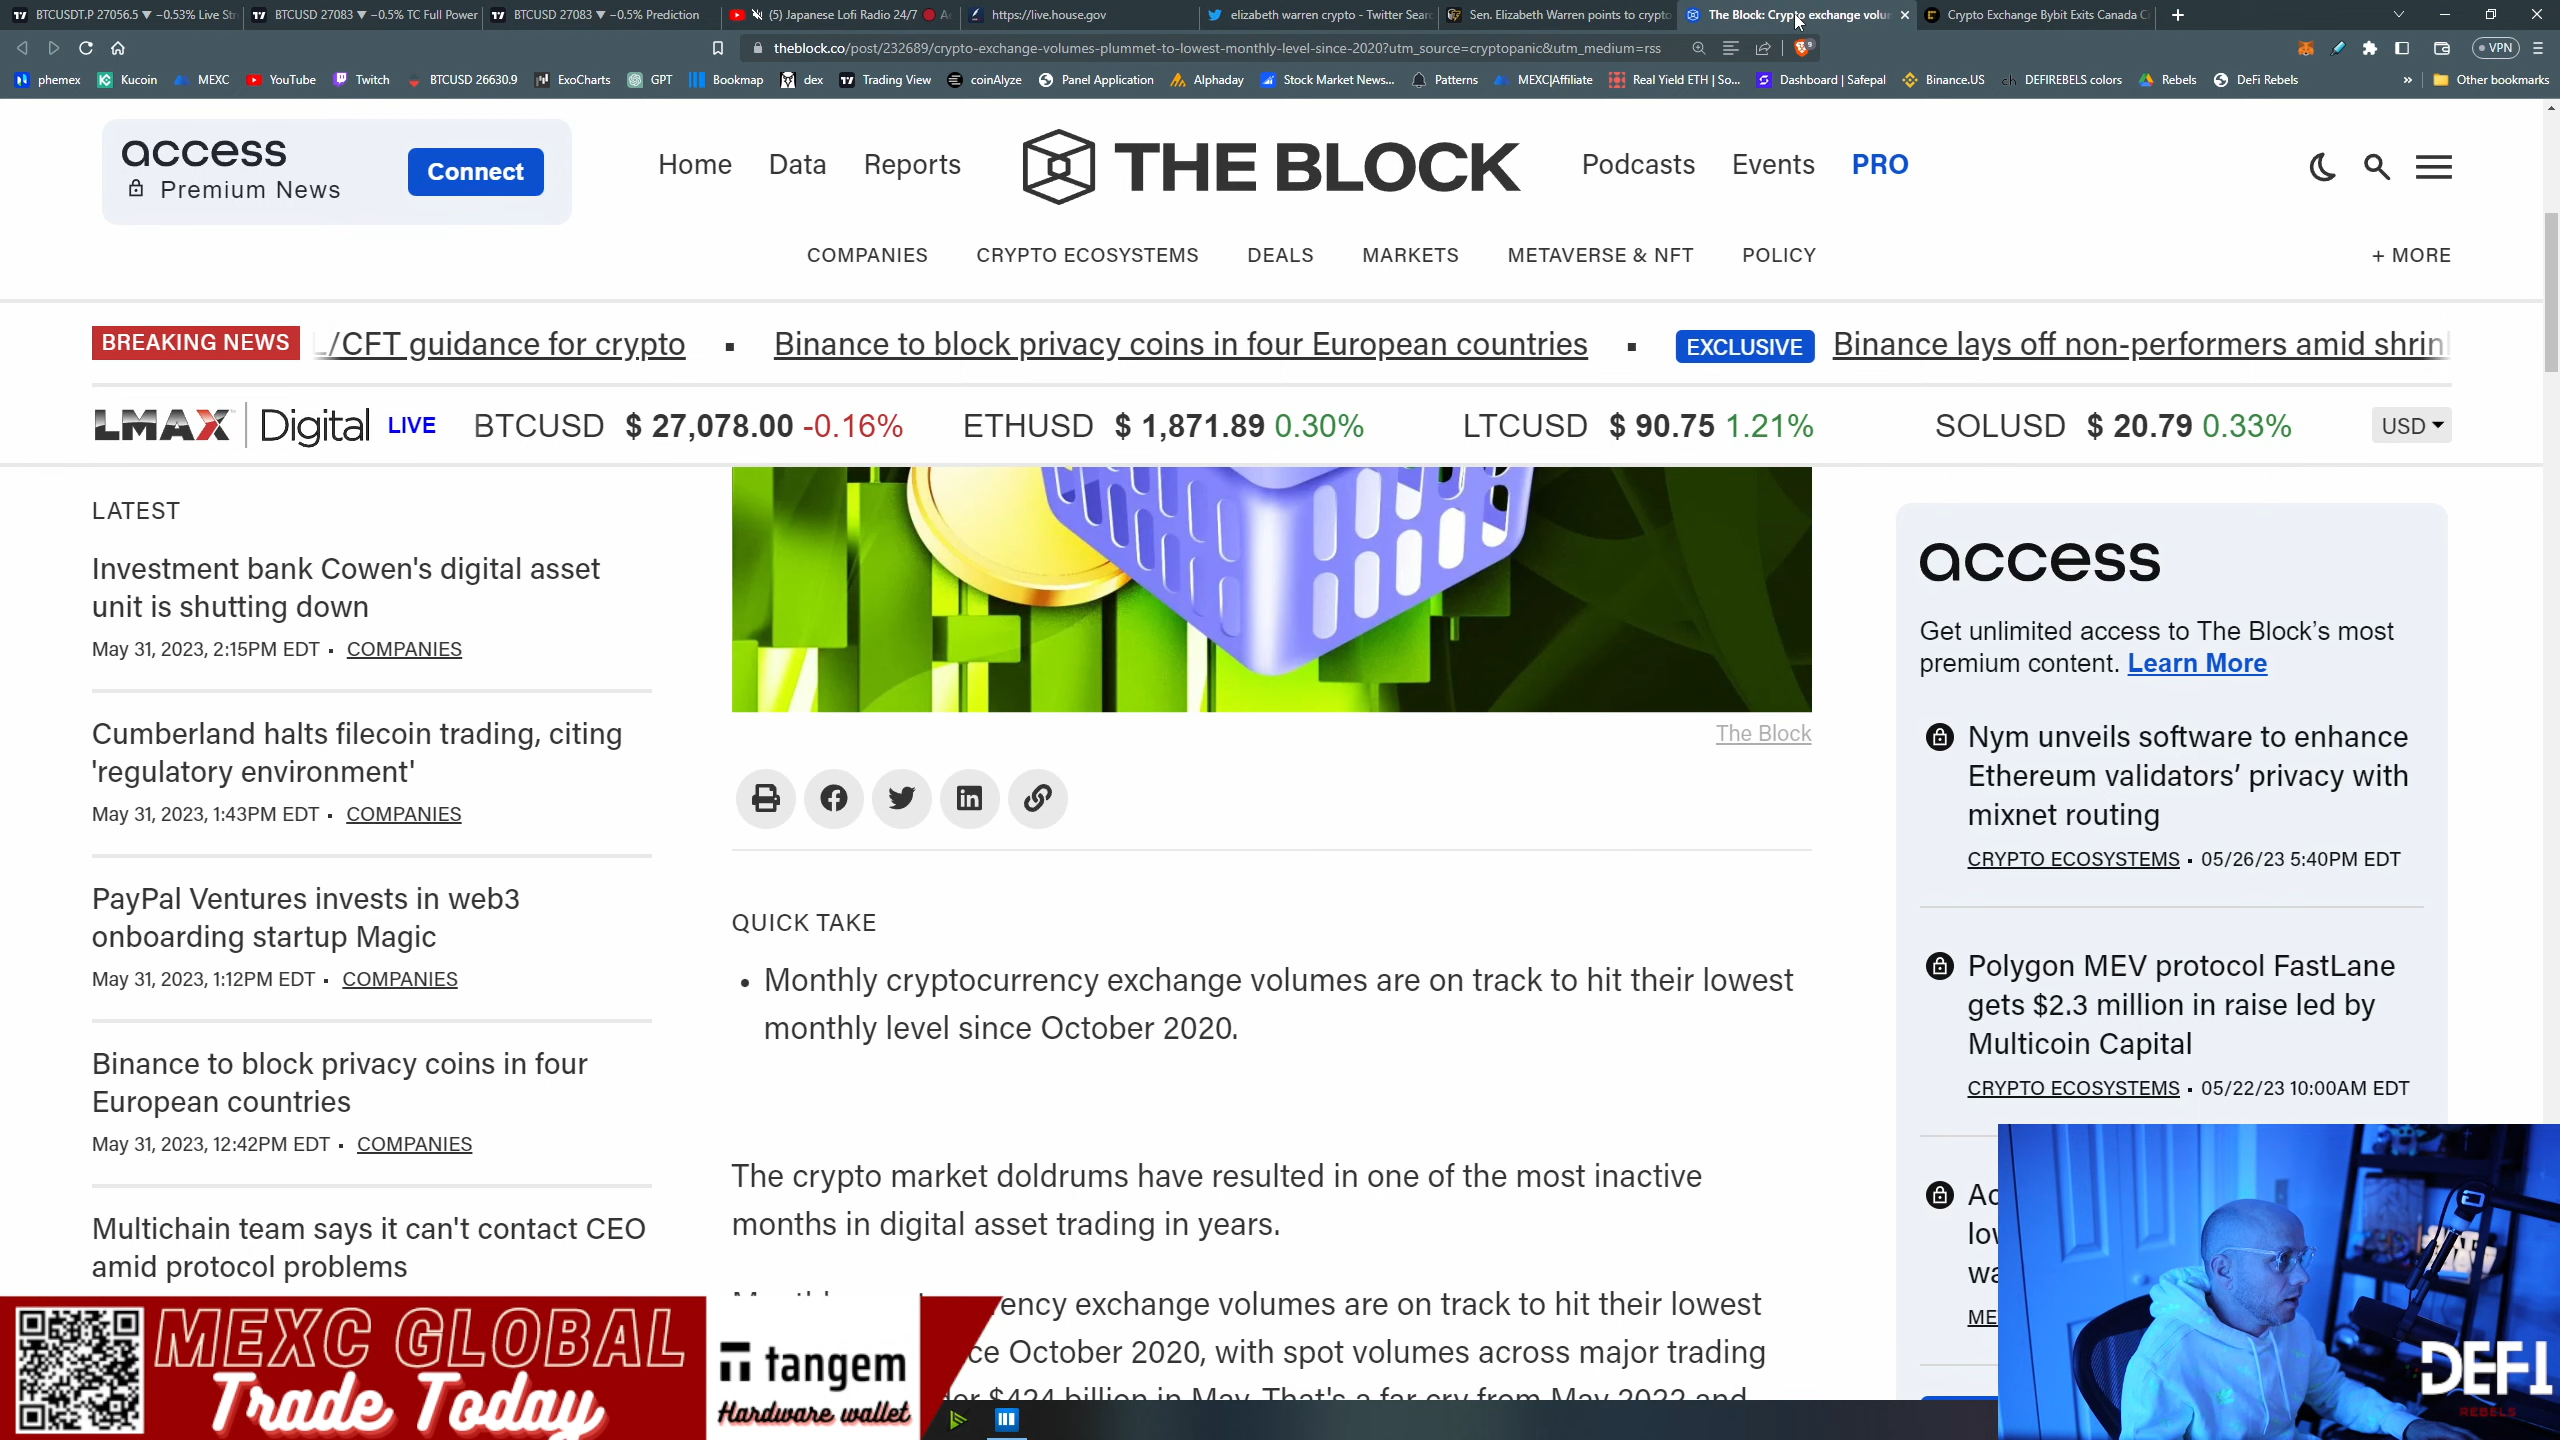 BTCUSDT.P 27056.5 ▼ −0.53% Live Str
BTCUSD 27083 ▼ −0.5% TC Full Power
BTCUSD 27083 ▼ −0.5% Prediction
(5) Japanese Lofi Radio 24/7
https://live.house.gov
elizabeth warren crypto - Twitter Sear
Sen. Elizabeth Warren points to crypto
The Block: Crypto exchange volu
Crypto Exchange Bybit Exits Canada C
theblock.co/post/232689/crypto-exchange-volumes-plummet-to-lowest-monthly-level-since-2020?utm_source=cryptopanic&utm_medium=rss
VPN
phemex Kucoin MEXC YouTube Twitch BTCUSD 26630.9 ExoCharts GPT Bookmap dex Trading View coinAlyze Panel Application Alphaday Stock Market News... Patterns MEXC|Affiliate Real Yield ETH | So... Dashboard | Safepal Binance.US DEFIREBELS colors Rebels DeFi Rebels » Other bookmarks
access
Premium News
Connect
Home Data Reports
THE BLOCK
Podcasts Events PRO
COMPANIES CRYPTO ECOSYSTEMS DEALS MARKETS METAVERSE & NFT POLICY
+ MORE
BREAKING NEWS L/CFT guidance for crypto ▪ Binance to block privacy coins in four European countries ▪ EXCLUSIVE Binance lays off non-performers amid shrin
LMAX Digital LIVE BTCUSD $ 27,078.00 -0.16% ETHUSD $ 1,871.89 0.30% LTCUSD $ 90.75 1.21% SOLUSD $ 20.79 0.33% USD
LATEST
Investment bank Cowen's digital asset
unit is shutting down
May 31, 2023, 2:15PM EDT • COMPANIES
Cumberland halts filecoin trading, citing
'regulatory environment'
May 31, 2023, 1:43PM EDT • COMPANIES
PayPal Ventures invests in web3
onboarding startup Magic
May 31, 2023, 1:12PM EDT • COMPANIES
Binance to block privacy coins in four
European countries
May 31, 2023, 12:42PM EDT • COMPANIES
Multichain team says it can't contact CEO
amid protocol problems
The Block
QUICK TAKE
• Monthly cryptocurrency exchange volumes are on track to hit their lowest
monthly level since October 2020.
The crypto market doldrums have resulted in one of the most inactive
months in digital asset trading in years.
ency exchange volumes are on track to hit their lowest
ce October 2020, with spot volumes across major trading
$424 billion in May. That's a far cry from May 2022 and
access
Get unlimited access to The Block's most
premium content. Learn More
Nym unveils software to enhance
Ethereum validators' privacy with
mixnet routing
CRYPTO ECOSYSTEMS • 05/26/23 5:40PM EDT
Polygon MEV protocol FastLane
gets $2.3 million in raise led by
Multicoin Capital
CRYPTO ECOSYSTEMS • 05/22/23 10:00AM EDT
Ac
lov
wa
ME
MEXC GLOBAL
Trade Today
tangem
Hardware wallet
DEFI
REBELS